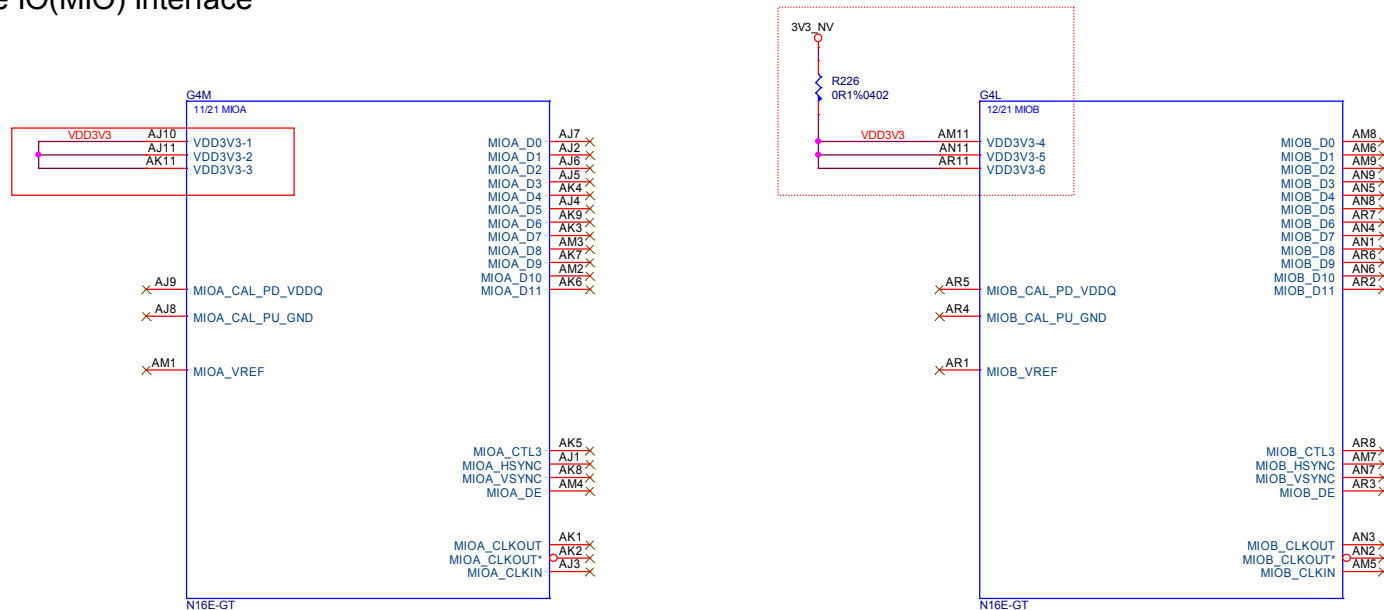 e IO(MIO) Interface
3V3_NV
R226
0R1%0402
G4M
11/21 MIOA
VDD3V3
AJ10
AJ11
AK11
VDD3V3-1
VDD3V3-2
VDD3V3-3
AJ9
MIOA_CAL_PD_VDDQ
AJ8
MIOA_CAL_PU_GND
AM1
MIOA_VREF
MIOA_D0 AJ7
MIOA_D1 AJ2
MIOA_D2 AJ6
MIOA_D3 AJ5
MIOA_D4 AK4
MIOA_D5 AJ4
MIOA_D6 AK9
MIOA_D7 AK3
MIOA_D8 AM3
MIOA_D9 AK7
MIOA_D10 AM2
MIOA_D11 AK6
MIOA_CTL3 AK5
MIOA_HSYNC AJ1
MIOA_VSYNC AK8
MIOA_DE AM4
MIOA_CLKOUT AK1
MIOA_CLKOUT* AK2
MIOA_CLKIN AJ3
N16E-GT
G4L
12/21 MIOB
VDD3V3
AM11
AN11
AR11
VDD3V3-4
VDD3V3-5
VDD3V3-6
AR5
MIOB_CAL_PD_VDDQ
AR4
MIOB_CAL_PU_GND
AR1
MIOB_VREF
MIOB_D0 AM8
MIOB_D1 AM6
MIOB_D2 AM9
MIOB_D3 AN9
MIOB_D4 AN5
MIOB_D5 AN8
MIOB_D6 AR7
MIOB_D7 AN4
MIOB_D8 AN1
MIOB_D9 AR6
MIOB_D10 AN6
MIOB_D11 AR2
MIOB_CTL3 AR8
MIOB_HSYNC AM7
MIOB_VSYNC AN7
MIOB_DE AR3
MIOB_CLKOUT AN3
MIOB_CLKOUT* AN2
MIOB_CLKIN AM5
N16E-GT